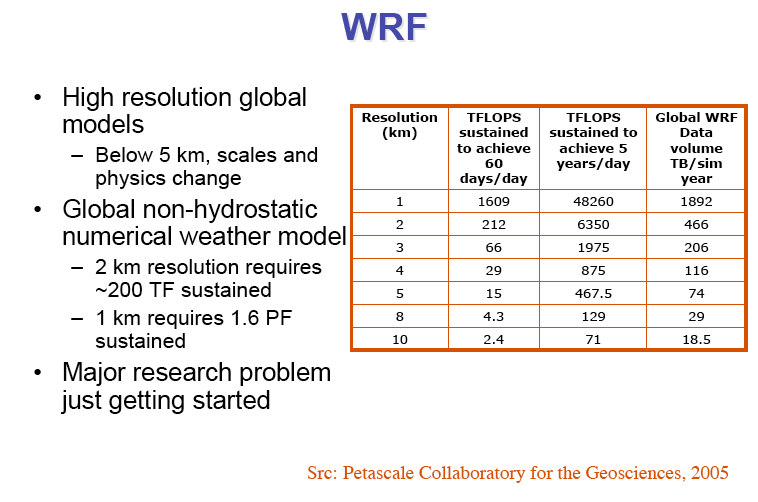 WRF
• High resolution global
models
– Below 5 km, scales and
physics change
• Global non-hydrostatic
numerical weather model
– 2 km resolution requires
~200 TF sustained
– 1 km requires 1.6 PF
sustained
• Major research problem
just getting started
Resolution (km) TFLOPS sustained to achieve 60 days/day TFLOPS sustained to achieve 5 years/day Global WRF Data volume TB/sim year
1 1609 48260 1892
2 212 6350 466
3 66 1975 206
4 29 875 116
5 15 467.5 74
8 4.3 129 29
10 2.4 71 18.5
Src: Petascale Collaboratory for the Geosciences, 2005